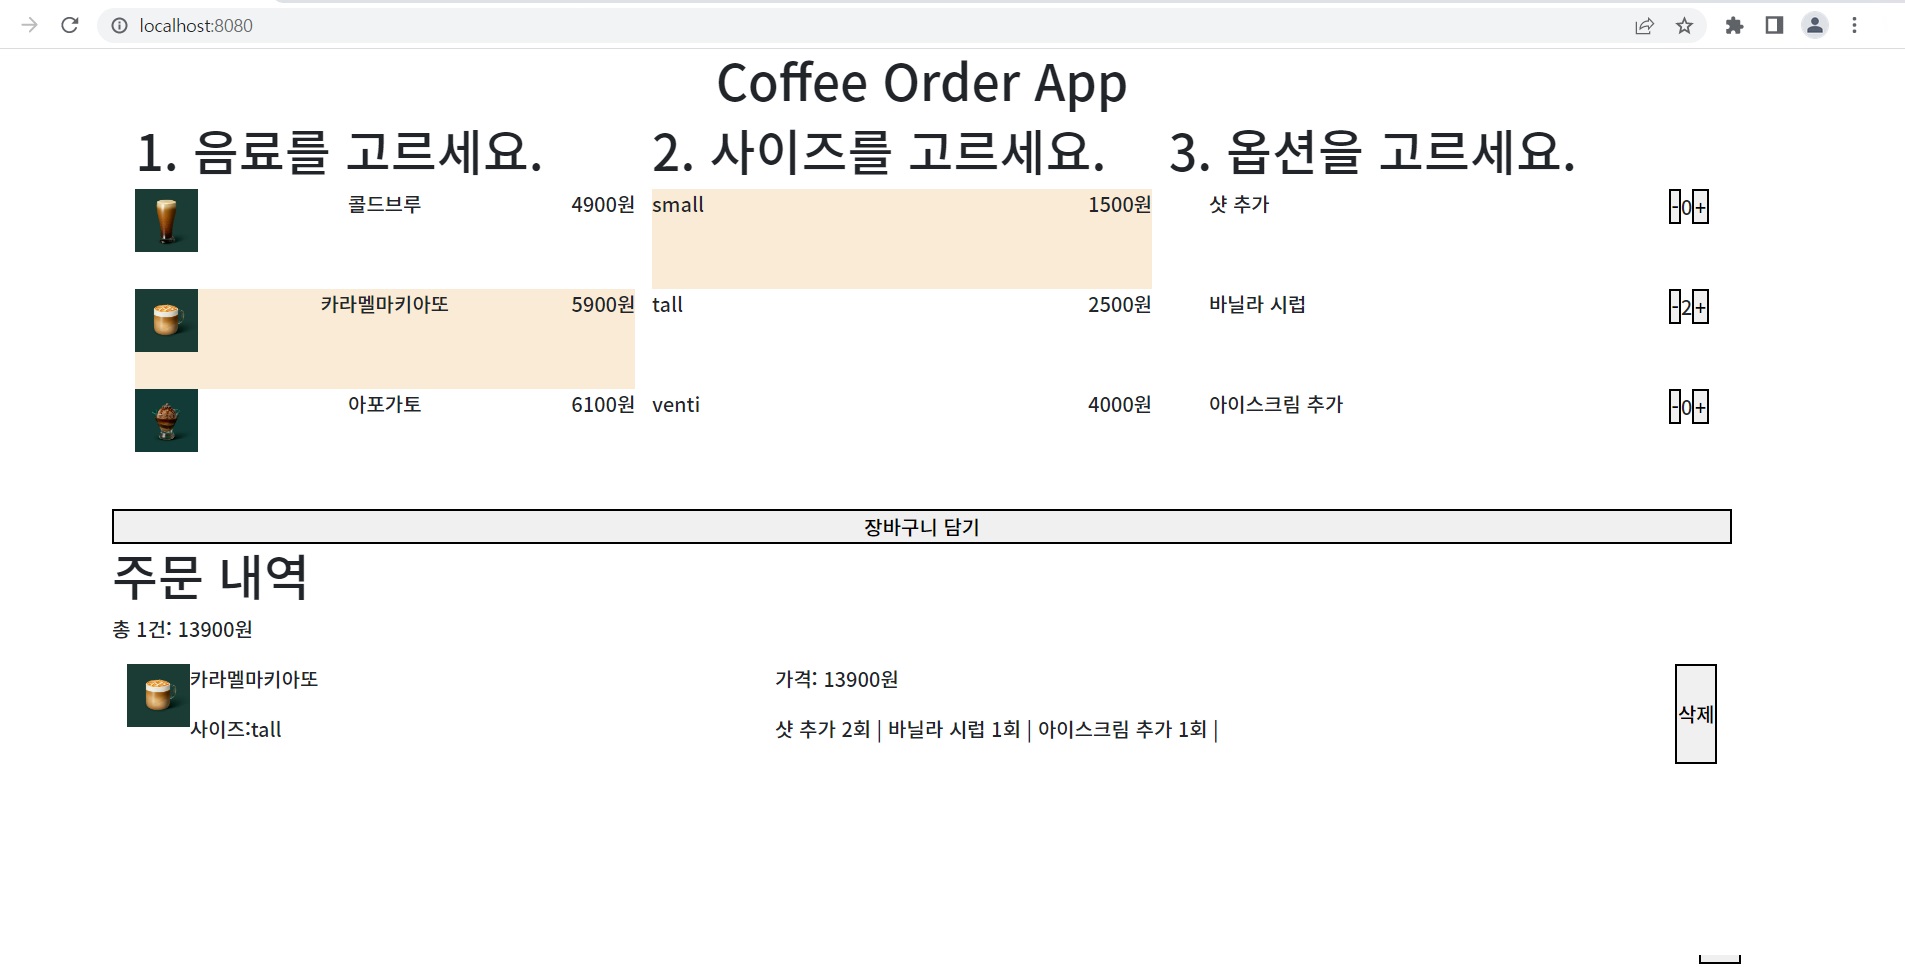 localhost:8080
Coffee Order App
1. 음료를 고르세요. 2. 사이즈를 고르세요. 3. 옵션을 고르세요.
콜드브루 4900원 small 1500원 샷 추가 - 0 +
카라멜마키아또 5900원 tall 2500원 바닐라 시럽 - 2 +
아포가토 6100원 venti 4000원 아이스크림 추가 - 0 +
장바구니 담기
주문 내역
총 1건: 13900원
카라멜마키아또 가격: 13900원
삭제
사이즈:tall 샷 추가 2회 | 바닐라 시럽 1회 | 아이스크림 추가 1회 |